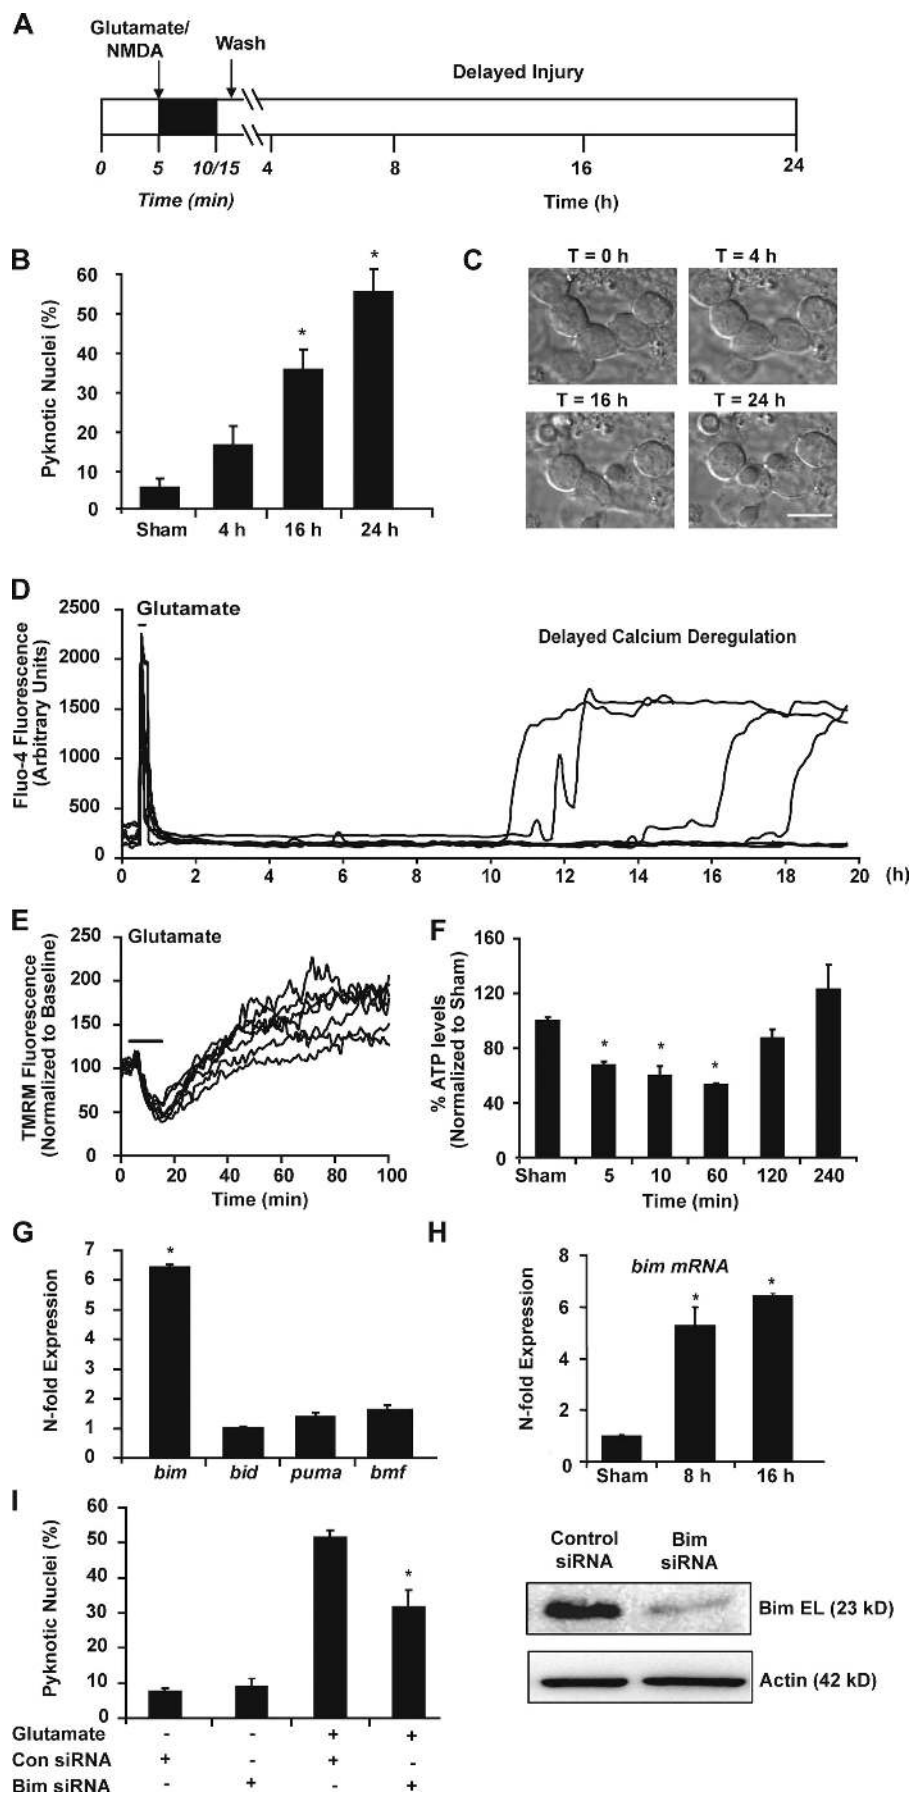 A
Glutamate/
NMDA
Wash
Delayed Injury
0 5 10/15 4 8 16 24
Time (min)
Time (h)
B
Pyknotic Nuclei (%)
60
50
40
30
20
10
0
Sham 4 h 16 h 24 h
* *
C
T = 0 h T = 4 h
T = 16 h T = 24 h
D
Fluo-4 Fluorescence
(Arbitrary Units)
2500
2000
1500
1000
500
0
Glutamate
Delayed Calcium Deregulation
0 2 4 6 8 10 12 14 16 18 20 (h)
E
TMRM Fluorescence
(Normalized to Baseline)
250
200
150
100
50
0
Glutamate
0 20 40 60 80 100
Time (min)
F
% ATP levels
(Normalized to Sham)
160
120
80
40
0
* * *
Sham 5 10 60 120 240
Time (min)
G
N-fold Expression
7
6
5
4
3
2
1
0
*
bim bid puma bmf
H
N-fold Expression
8
6
4
2
0
bim mRNA
* *
Sham 8 h 16 h
I
Pyknotic Nuclei (%)
60
50
40
30
20
10
0
*
Glutamate - - + +
Con siRNA + - + -
Bim siRNA - + - +
Control
siRNA
Bim
siRNA
Bim EL (23 kD)
Actin (42 kD)